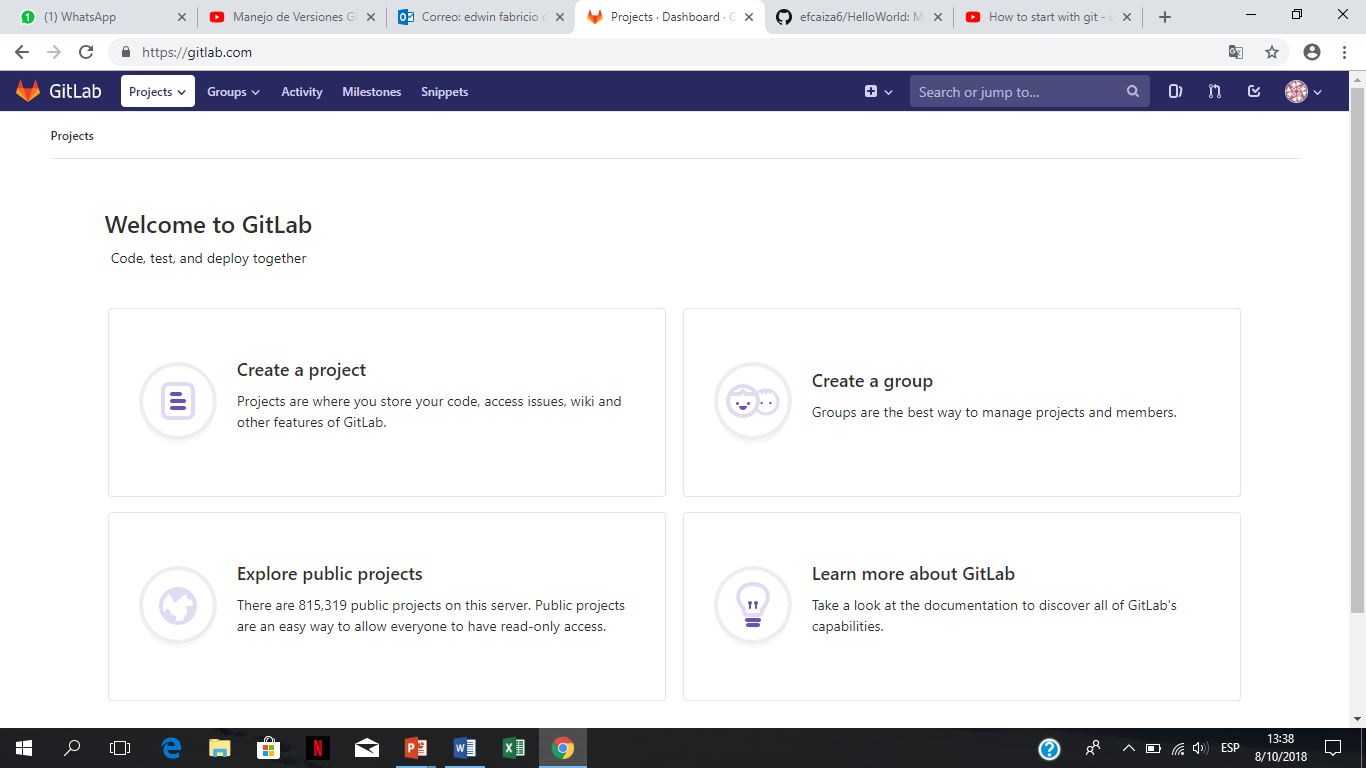 (1) WhatsApp
Manejo de Versiones Gi
Correo: edwin fabricio c
Projects · Dashboard · G
efcaiza6/HelloWorld: M
How to start with git - u
https://gitlab.com
GitLab
Projects
Groups
Activity
Milestones
Snippets
Search or jump to...
Projects
Welcome to GitLab
Code, test, and deploy together
Create a project
Projects are where you store your code, access issues, wiki and
other features of GitLab.
Create a group
Groups are the best way to manage projects and members.
Explore public projects
There are 815,319 public projects on this server. Public projects
are an easy way to allow everyone to have read-only access.
Learn more about GitLab
Take a look at the documentation to discover all of GitLab's
capabilities.
ESP
13:38
8/10/2018